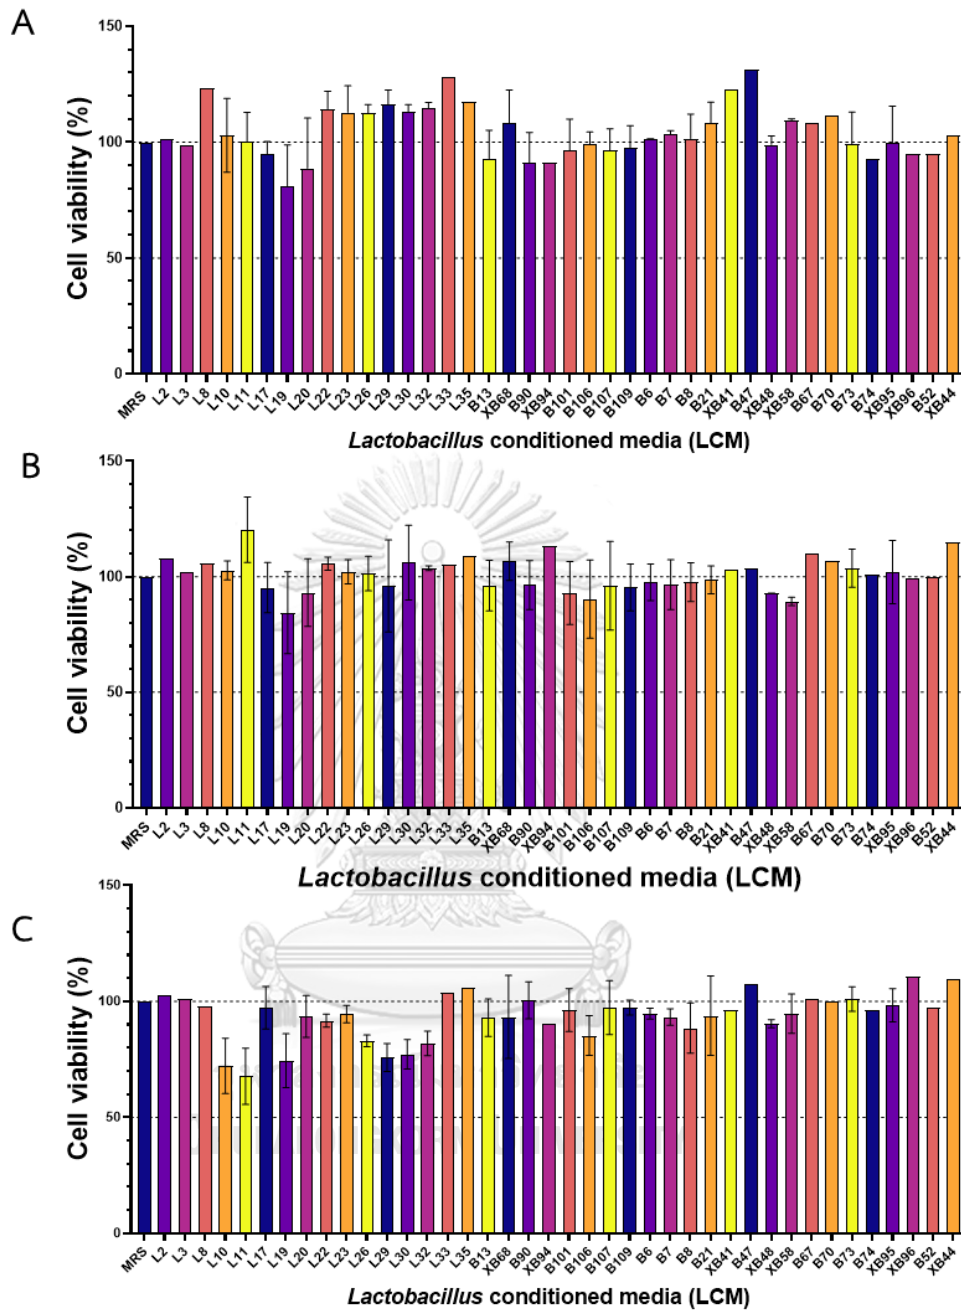 A
150
100
50
0
Cell viability (%)
MRS L2 L3 L8 L10 L11 L17 L19 L20 L22 L23 L26 L29 L30 L32 L33 L35 B13 XB68 B90 XB94 B101 B106 B107 B109 B6 B7 B8 B21 XB41 B47 XB48 XB58 B67 B70 B73 B74 XB95 XB96 B52 XB44
Lactobacillus conditioned media (LCM)
B
150
100
50
0
Cell viability (%)
MRS L2 L3 L8 L10 L11 L17 L19 L20 L22 L23 L26 L29 L30 L32 L33 L35 B13 XB68 B90 XB94 B101 B106 B107 B109 B6 B7 B8 B21 XB41 B47 XB48 XB58 B67 B70 B73 B74 XB95 XB96 B52 XB44
Lactobacillus conditioned media (LCM)
C
150
100
50
0
Cell viability (%)
MRS L2 L3 L8 L10 L11 L17 L19 L20 L22 L23 L26 L29 L30 L32 L33 L35 B13 XB68 B90 XB94 B101 B106 B107 B109 B6 B7 B8 B21 XB41 B47 XB48 XB58 B67 B70 B73 B74 XB95 XB96 B52 XB44
Lactobacillus conditioned media (LCM)